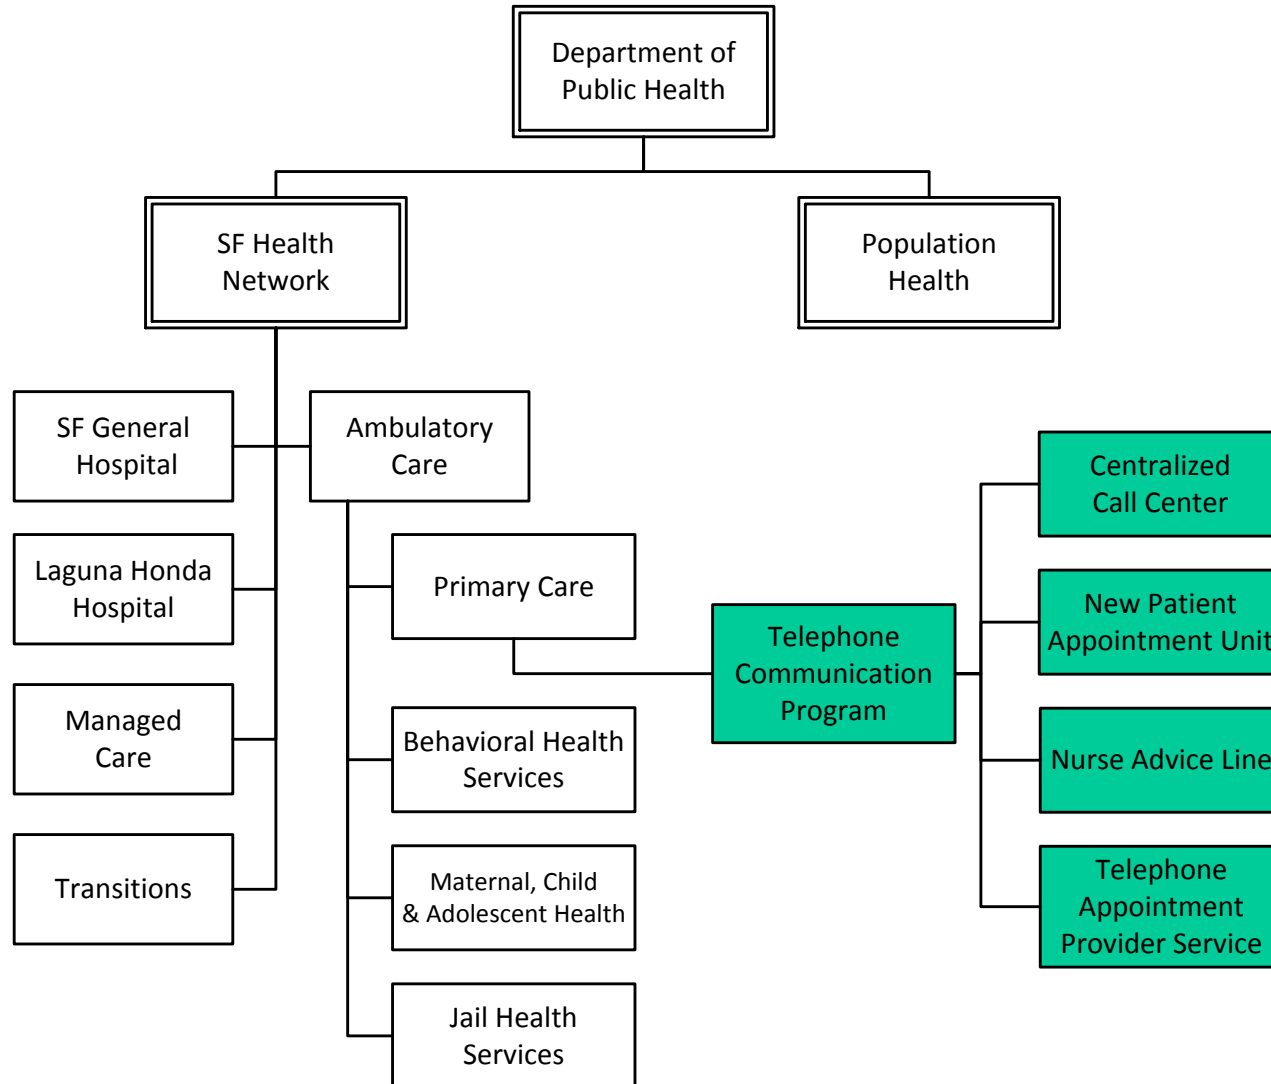 Department of
Public Health
SF Health
Network
Population
Health
SF General
Hospital
Ambulatory
Care
Laguna Honda
Hospital
Managed
Care
Transitions
Primary Care
Behavioral Health
Services
Maternal, Child
& Adolescent Health
Jail Health
Services
Telephone
Communication
Program
Centralized
Call Center
New Patient
Appointment Unit
Nurse Advice Line
Telephone
Appointment
Provider Service